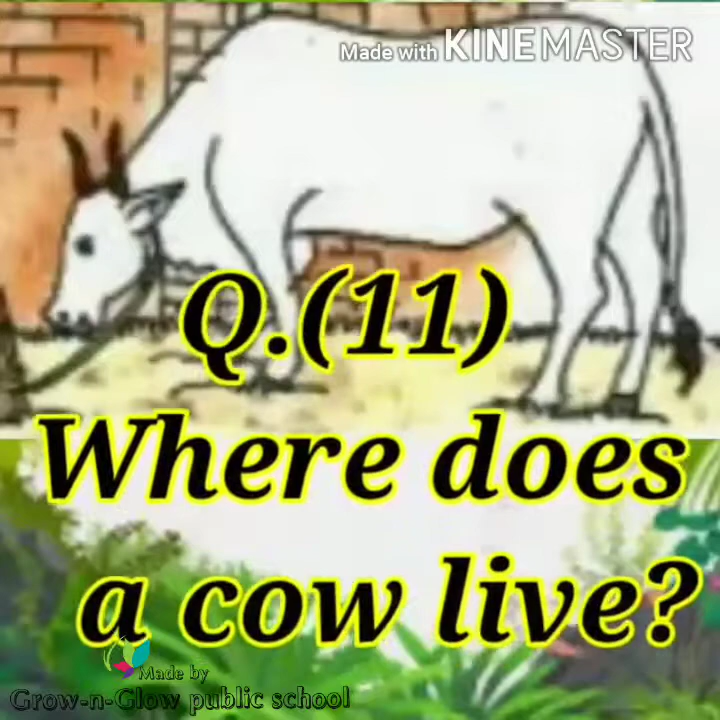 Made with KINEMASTER
Q.(11)
Where does
a cow live?
Made by
Grow-n-Glow public school